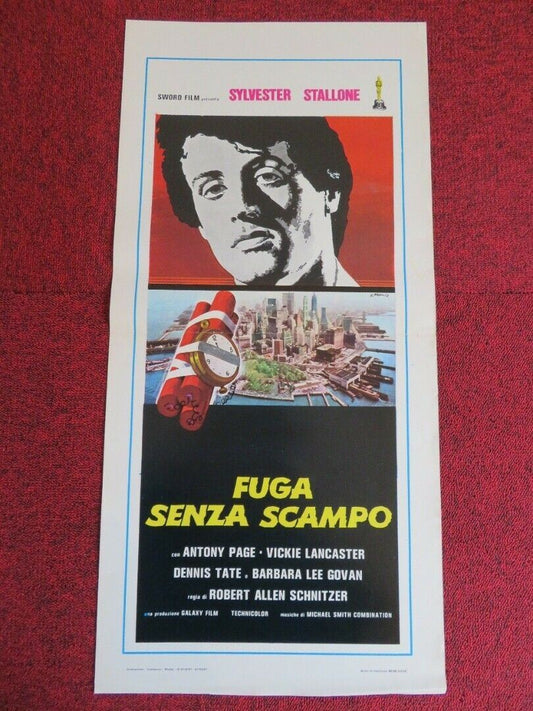 SWORD FILM presenta SYLVESTER STALLONE
FUGA
SENZA SCAMPO
con ANTONY PAGE · VICKIE LANCASTER
DENNIS TATE e BARBARA LEE GOVAN
regia di ROBERT ALLEN SCHNITZER
una produzione GALAXY FILM TECHNICOLOR musiche di MICHAEL SMITH COMBINATION